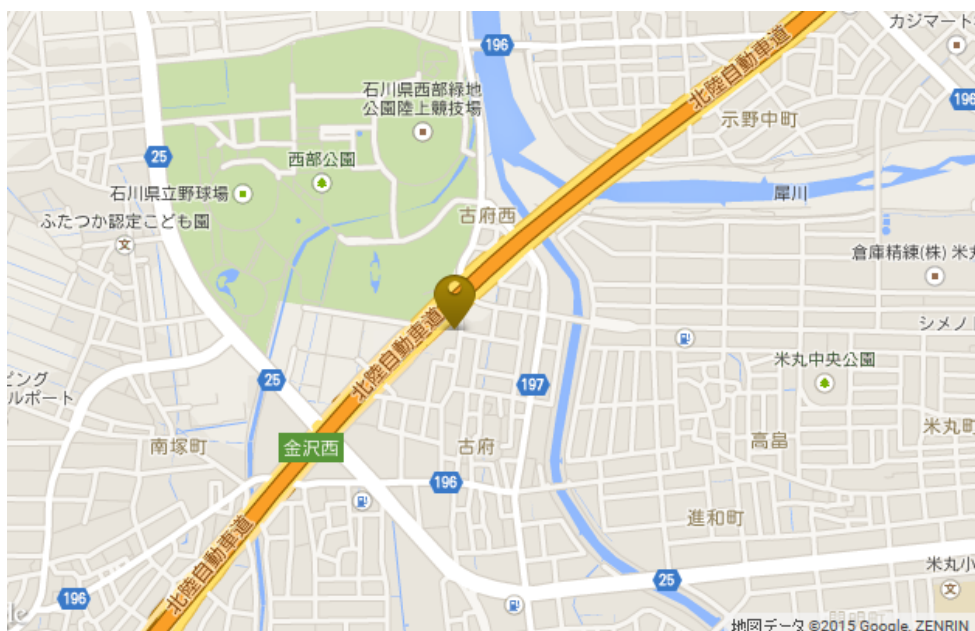 カジマート
196
北陸自動車道
石川県西部緑地
公園陸上競技場
196
示野中町
25
西部公園
石川県立野球場
犀川
ふたつか認定こども園
古府西
文
倉庫精練(株) 米丸
シメノ
北陸自動車道
米丸中央公園
25
197
ピング
ルポート
米丸町
南塚町
金沢西
古府
高畠
196
進和町
北陸自動車道
米丸小
25
196
文
地図データ ©2015 Google, ZENRIN